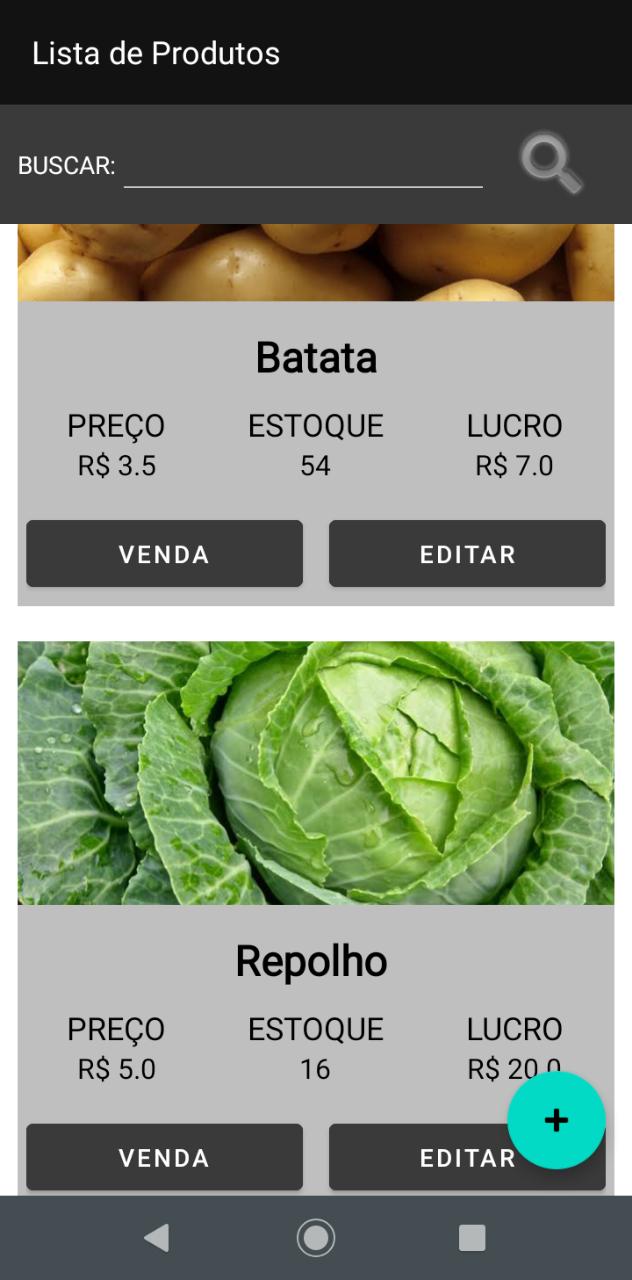 Lista de Produtos
BUSCAR:
Batata
PREÇO ESTOQUE LUCRO
R$ 3.5 54 R$ 7.0
VENDA EDITAR
Repolho
PREÇO ESTOQUE LUCRO
R$ 5.0 16 R$ 20.0
VENDA EDITAR
+